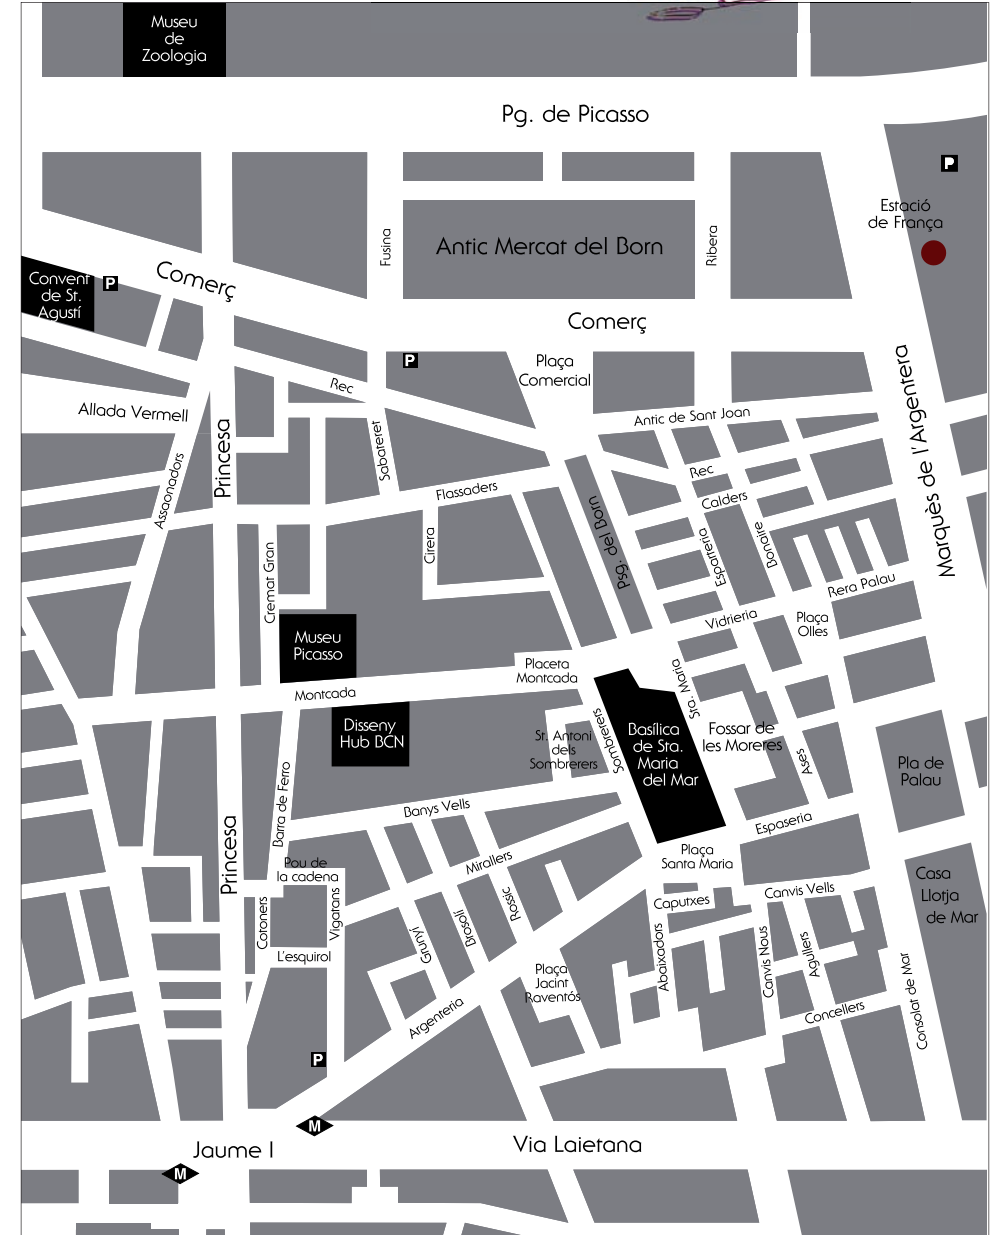 Museu
de
Zoologia
Pg. de Picasso
P
Estació
de França
Fusina
Antic Mercat del Born
Ribera
Convent
de St.
Agustí
P
Comerç
Comerç
P
Plaça
Comercial
Rec
Allada Vermell
Antic de Sant Joan
Marquès de l'Argentera
Princesa
Sabateret
Assaonadors
Rec
Flassaders
Calders
Psg. del Born
Cirera
Esparteria
Bonaire
Cremat Gran
Rera Palau
Vidrieria
Plaça
Olles
Museu
Picasso
Placeta
Montcada
Montcada
Sta. Maria
Disseny
Hub BCN
St. Antoni
dels
Sombrerers
Sombrerers
Basílica
de Sta.
Maria
del Mar
Fossar de
les Moreres
Ases
Pla de
Palau
Barra de Ferro
Banys Vells
Espaseria
Princesa
Mirallers
Plaça
Santa Maria
Pou de
la cadena
Casa
Llotja
de Mar
Canvis Vells
Caputxes
Rossic
Vigatans
Cotoners
Brosolí
Grunyí
L'esquirol
Abaixadors
Canvis Nous
Agullers
Plaça
Jacint
Raventós
Consolat de Mar
Argenteria
Concellers
P
M
Jaume I
Via Laietana
M